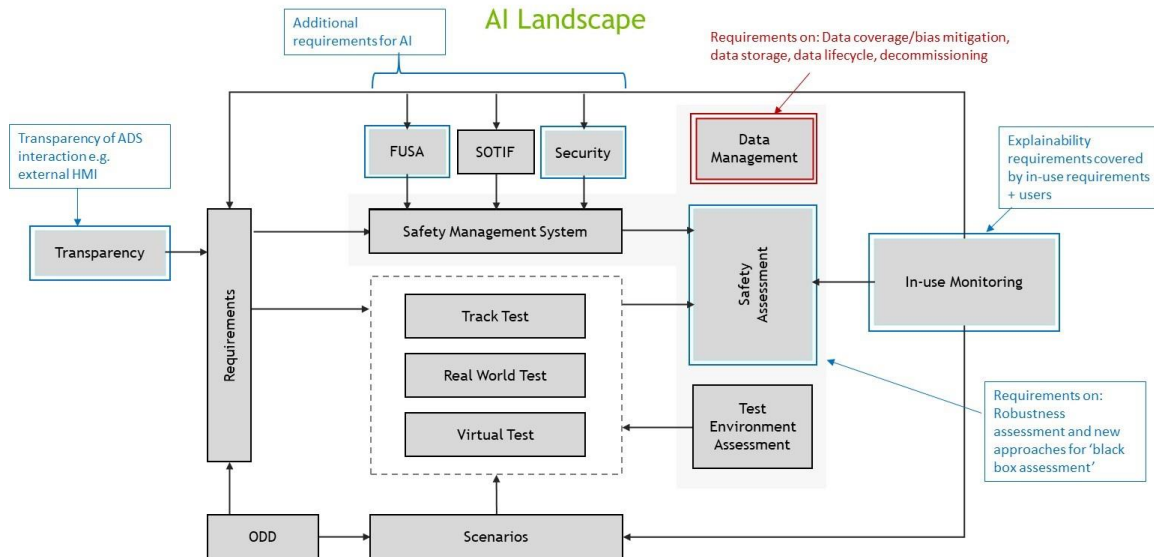 AI Landscape
Additional
requirements for AI
Requirements on: Data coverage/bias mitigation,
data storage, data lifecycle, decommissioning
Transparency of ADS
interaction e.g.
external HMI
FUSA
SOTIF
Security
Data
Management
Explainability
requirements covered
by in-use requirements
+ users
Transparency
Requirements
Safety Management System
Safety
Assessment
In-use Monitoring
Track Test
Real World Test
Virtual Test
Test
Environment
Assessment
Requirements on:
Robustness
assessment and new
approaches for ‘black
box assessment’
ODD
Scenarios